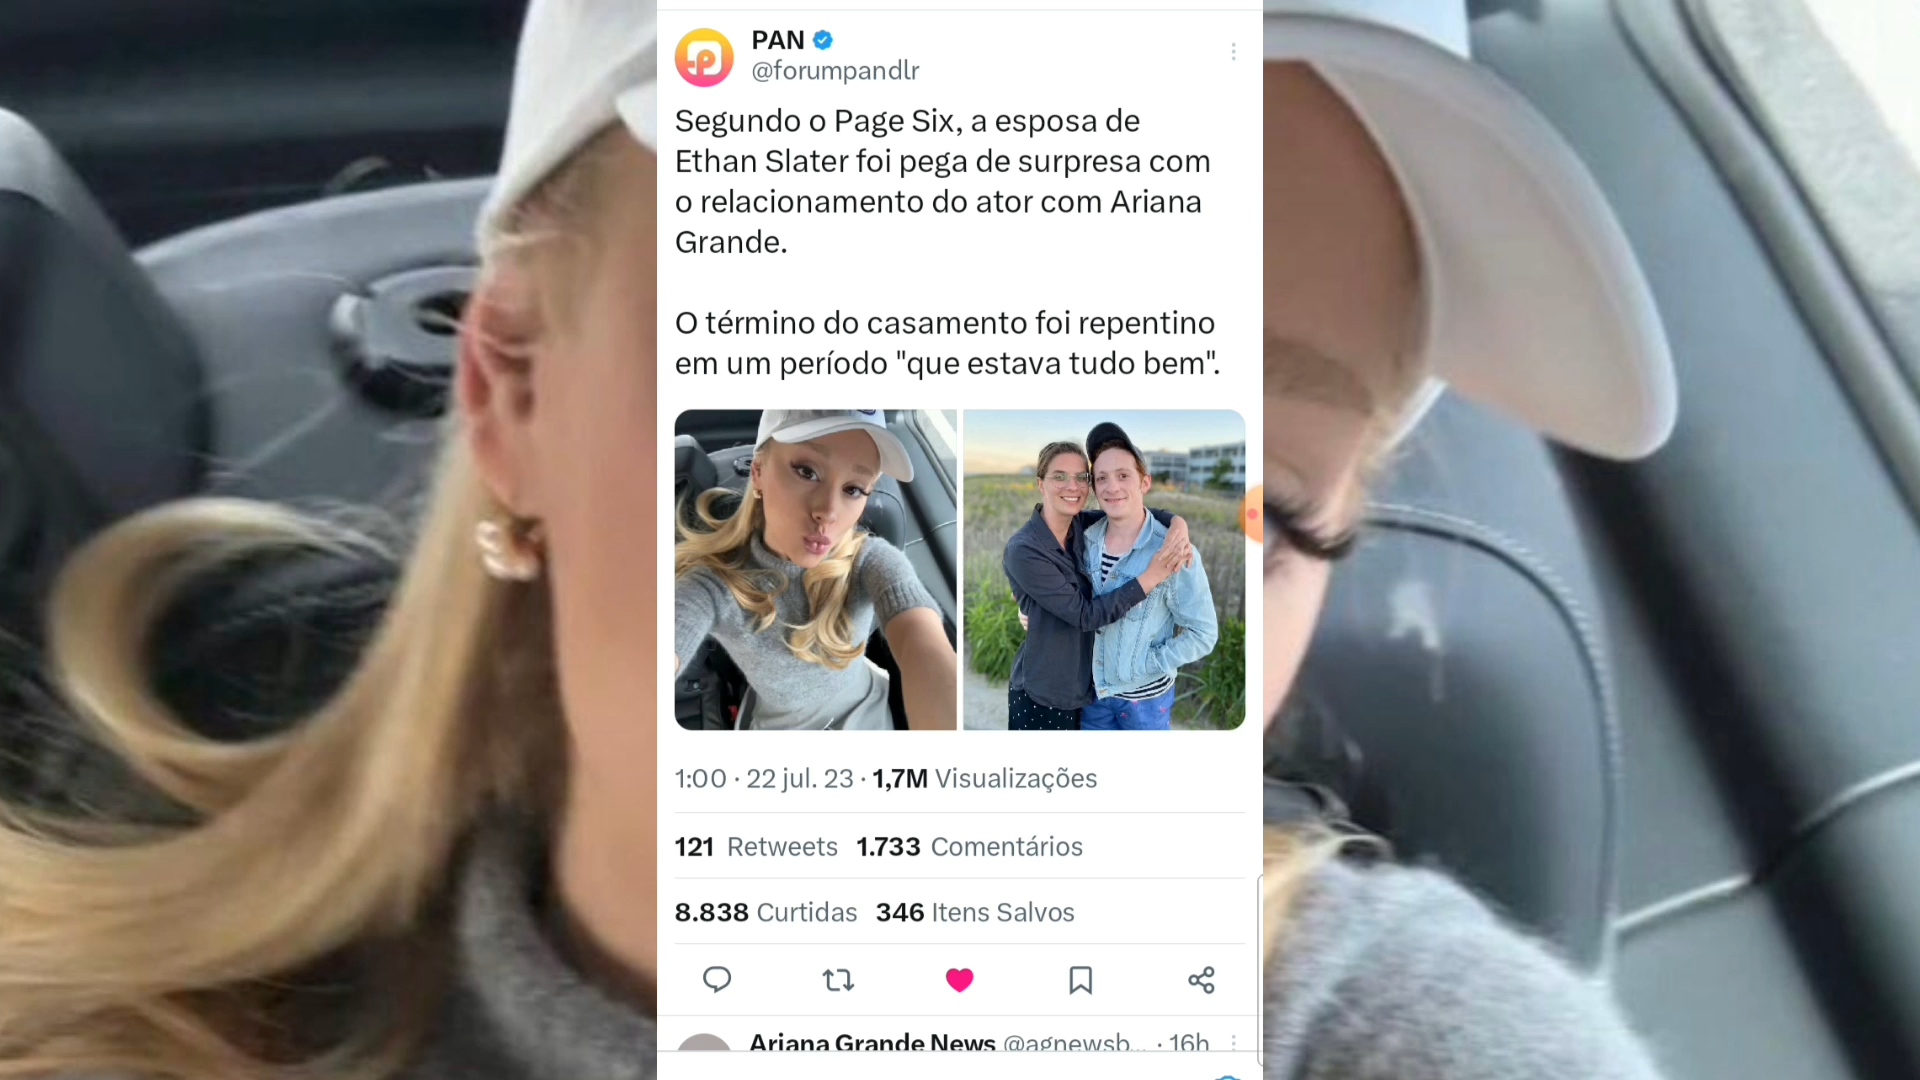 PAN
@forumpandlr
Segundo o Page Six, a esposa de
Ethan Slater foi pega de surpresa com
o relacionamento do ator com Ariana
Grande.
O término do casamento foi repentino
em um período "que estava tudo bem".
1:00 · 22 jul. 23 · 1,7M Visualizações
121 Retweets 1.733 Comentários
8.838 Curtidas 346 Itens Salvos
Ariana Grande News @agnewsb... · 16h